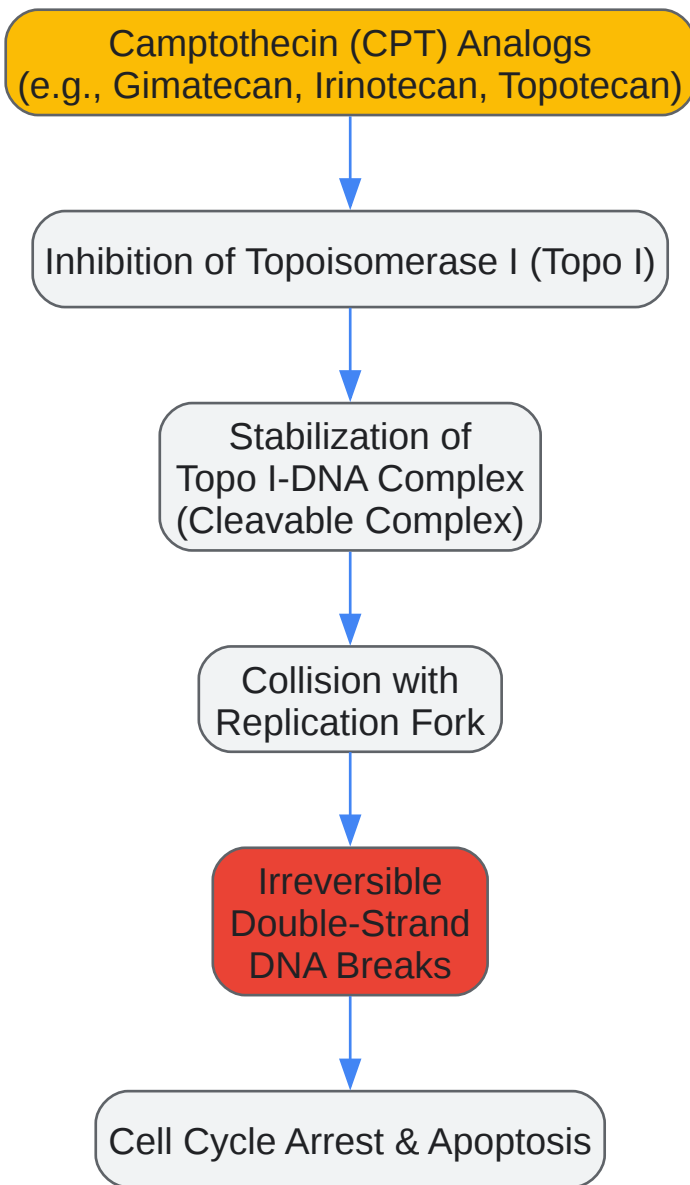 Camptothecin (CPT) Analogs
(e.g., Gimatecan, Irinotecan, Topotecan)
Inhibition of Topoisomerase I (Topo I)
Stabilization of
Topo I-DNA Complex
(Cleavable Complex)
Collision with
Replication Fork
Irreversible
Double-Strand
DNA Breaks
Cell Cycle Arrest & Apoptosis